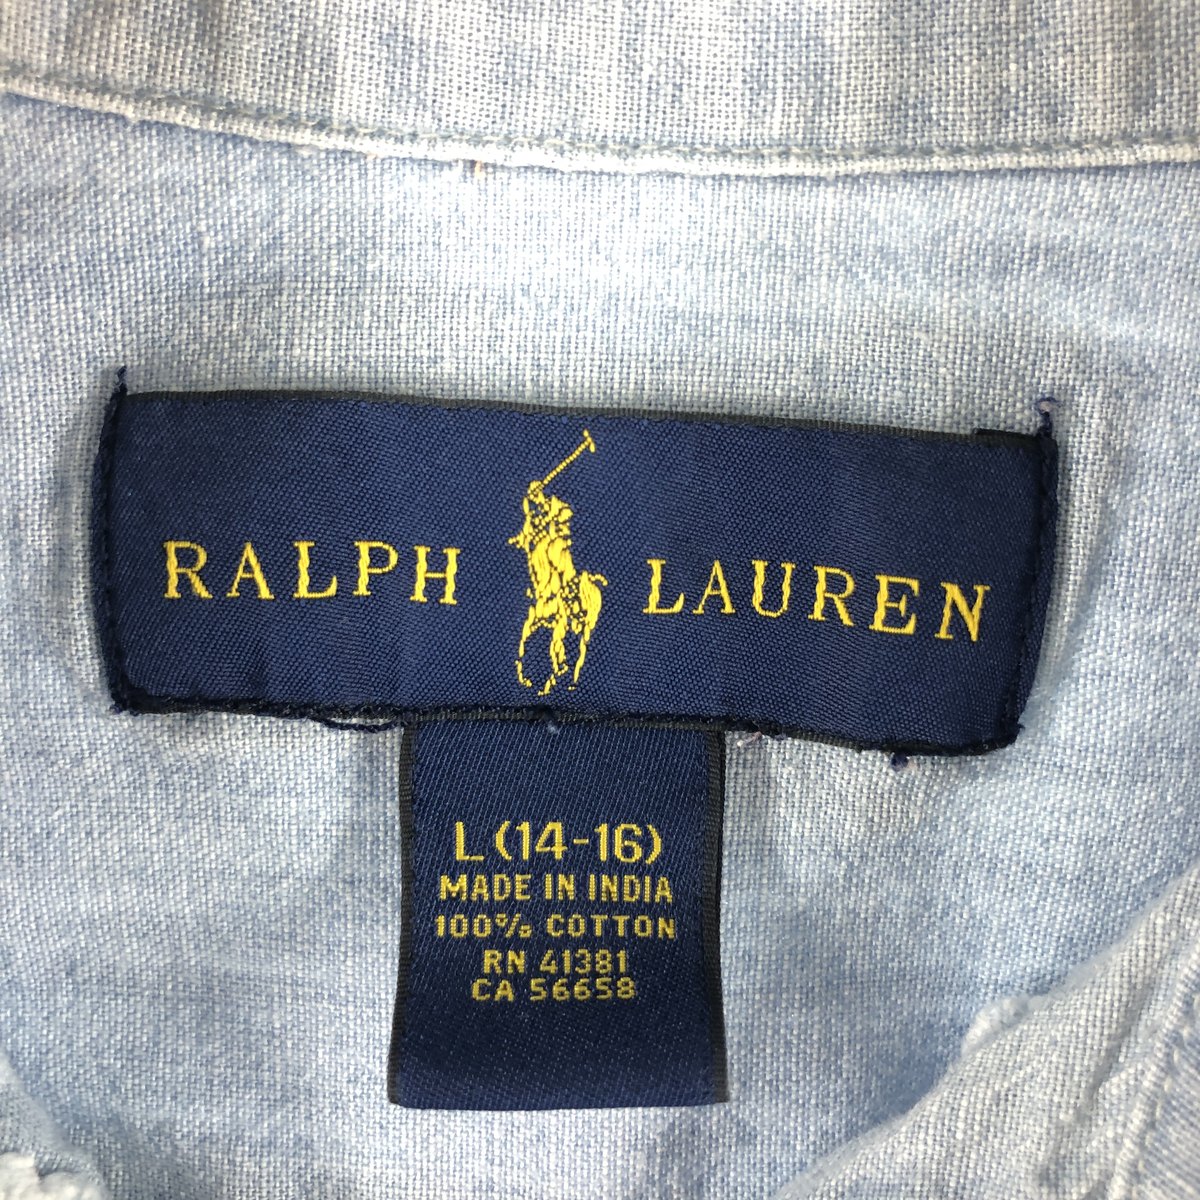 RALPH LAUREN
L (14-16)
MADE IN INDIA
100% COTTON
RN 41381
CA 56658